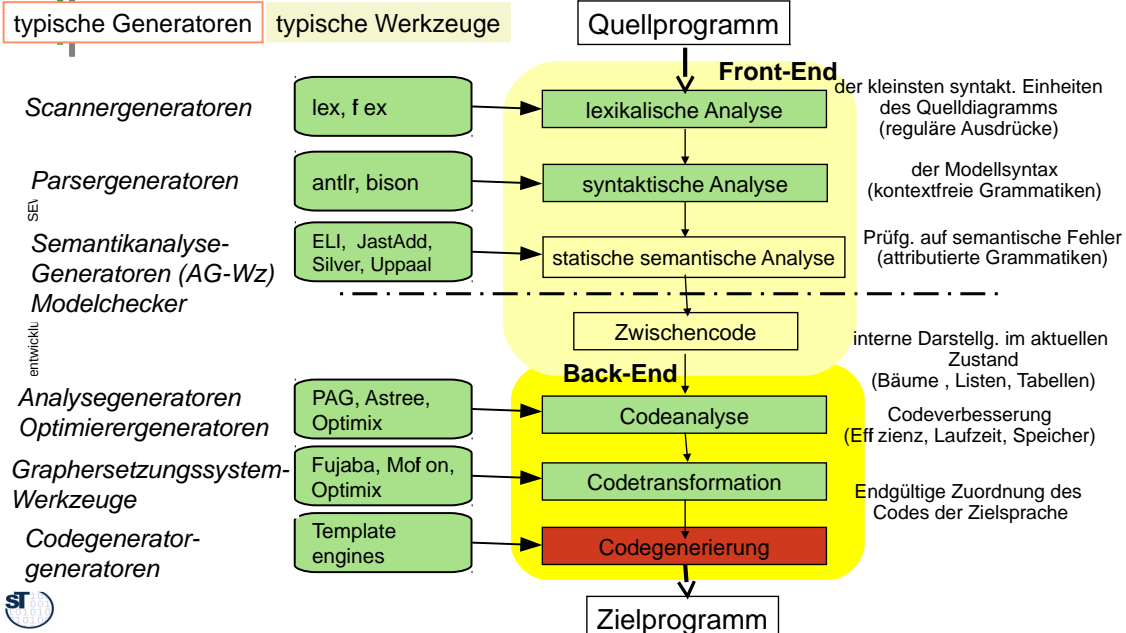 typische Generatoren
typische Werkzeuge
Quellprogramm
Front-End
Scannergeneratoren
lex, f ex
lexikalische Analyse
der kleinsten syntakt. Einheiten
des Quelldiagramms
(reguläre Ausdrücke)
Parsergeneratoren
antlr, bison
syntaktische Analyse
der Modellsyntax
(kontextfreie Grammatiken)
SEW
Semantikanalyse-
Generatoren (AG-Wz)
Modelchecker
ELI, JastAdd,
Silver, Uppaal
statische semantische Analyse
Prüfg. auf semantische Fehler
(attributierte Grammatiken)
entwicklu
Zwischencode
interne Darstellg. im aktuellen
Zustand
(Bäume , Listen, Tabellen)
Back-End
Analysegeneratoren
Optimierergeneratoren
PAG, Astree,
Optimix
Codeanalyse
Codeverbesserung
(Eff zienz, Laufzeit, Speicher)
Graphersetzungssystem-
Werkzeuge
Fujaba, Mof on,
Optimix
Codetransformation
Endgültige Zuordnung des
Codes der Zielsprache
Codegenerator-
generatoren
Template
engines
Codegenerierung
ST
Zielprogramm